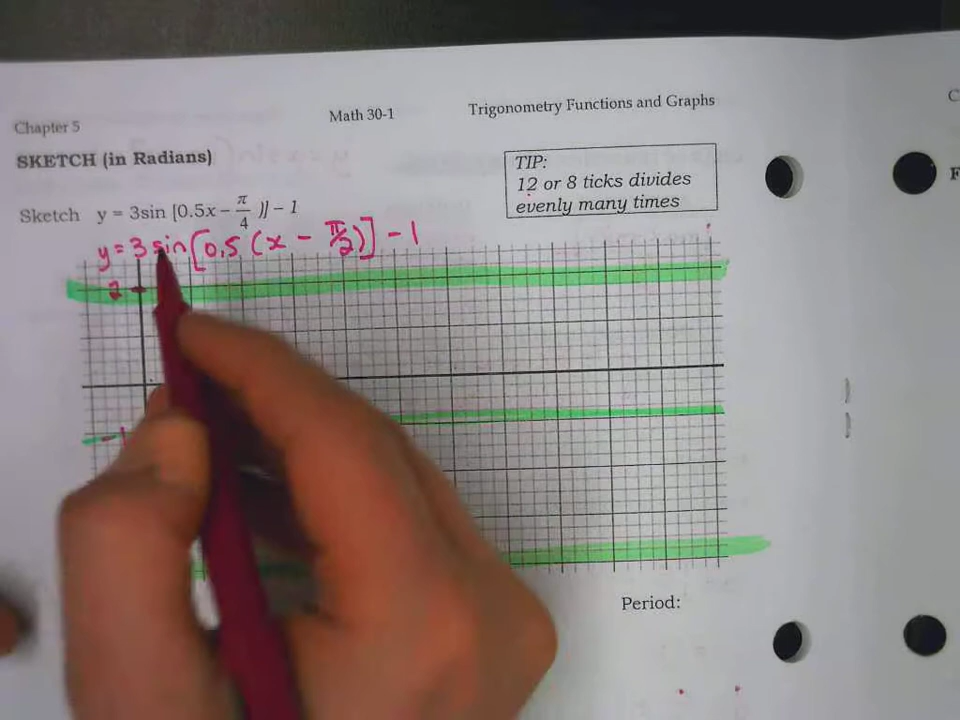 Chapter 5
Math 30-1
Trigonometry Functions and Graphs
C
SKETCH (in Radians)
TIP:
12 or 8 ticks divides
evenly many times
F
Sketch y = 3sin [0.5x – π/4 )] – 1
y = 3 sin [0.5 (x – π/2)] – 1
2
-1
Period: